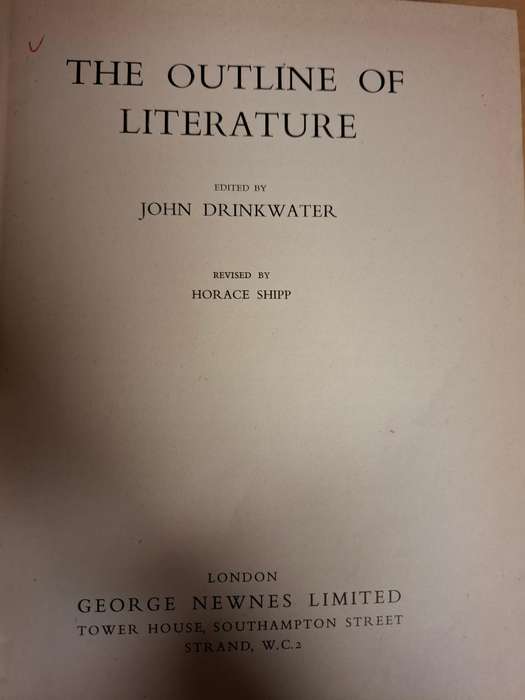 THE OUTLINE OF
LITERATURE
EDITED BY
JOHN DRINKWATER
REVISED BY
HORACE SHIPP
LONDON
GEORGE NEWNES LIMITED
TOWER HOUSE, SOUTHAMPTON STREET
STRAND, W.C.2